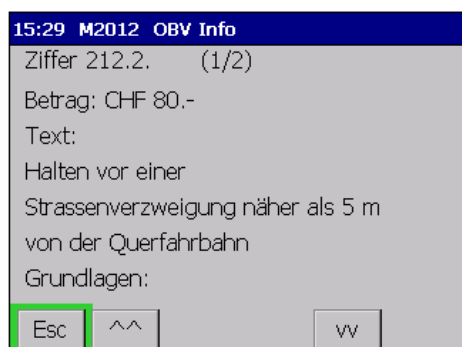 15:29 M2012 OBV Info
Ziffer 212.2. (1/2)
Betrag: CHF 80.-
Text:
Halten vor einer
Strassenverzweigung näher als 5 m
von der Querfahrbahn
Grundlagen:
Esc ^^ vv